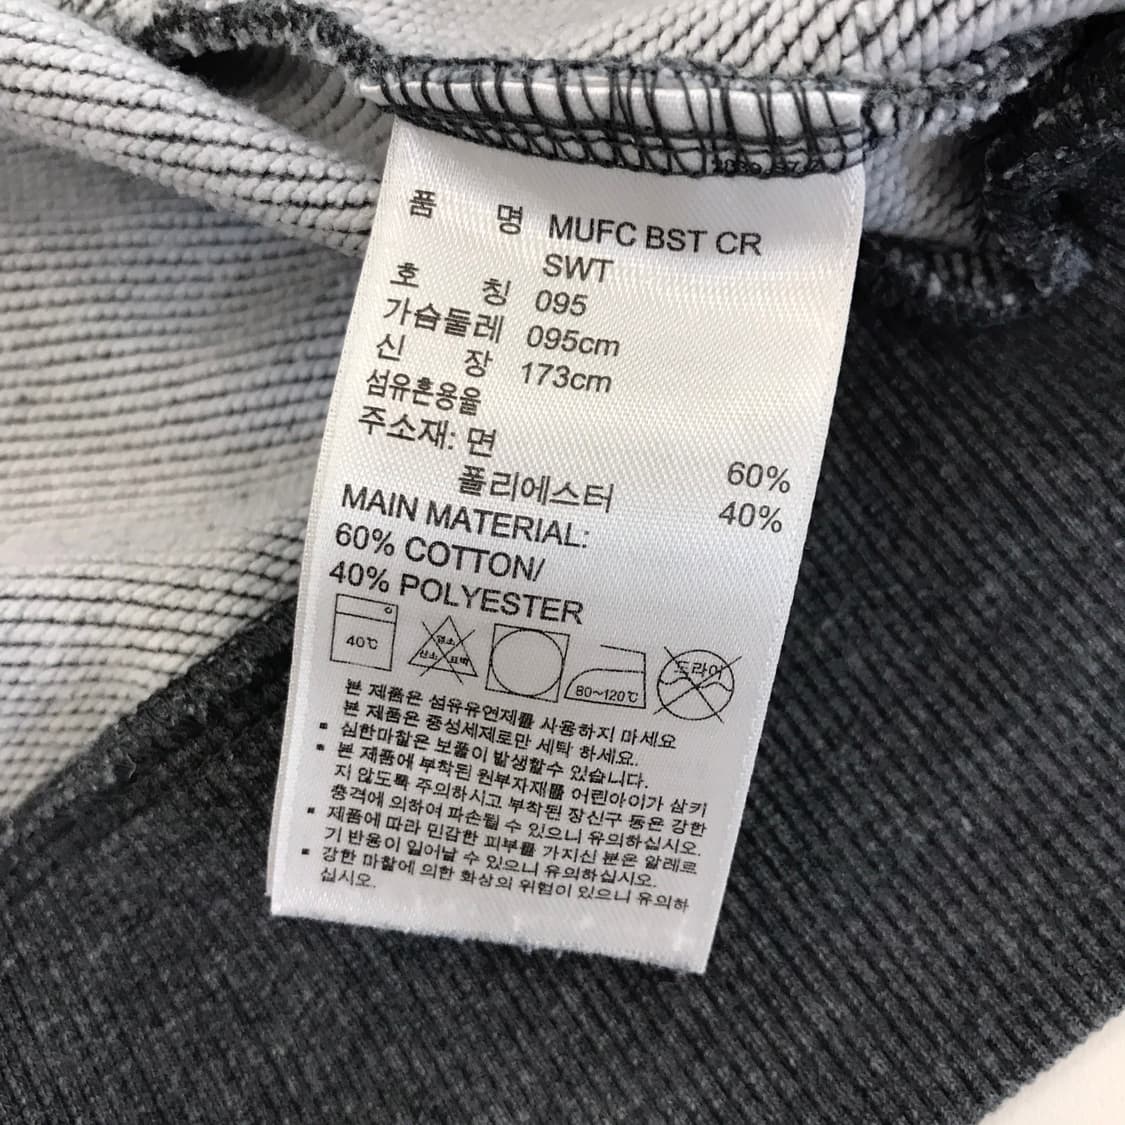 품 명 MUFC BST CR
SWT
호 칭 095
가슴둘레 095cm
신 장 173cm
섬유혼용율
주소재: 면 60%
폴리에스터 40%
MAIN MATERIAL:
60% COTTON/
40% POLYESTER
40℃ 염소 산소 표백 80~120℃ 드라이
본 제품은 섬유유연제를 사용하지 마세요
본 제품은 중성세제로만 세탁 하세요.
▪ 심한마찰은 보풀이 발생할수 있습니다.
▪ 본 제품에 부착된 원부자재를 어린아이가 삼키
지 않도록 주의하시고 부착된 장신구 등은 강한
충격에 의하여 파손될 수 있으니 유의하십시오.
▪ 제품에 따라 민감한 피부를 가지신 분은 알레르
기 반응이 일어날 수 있으니 유의하십시오.
▪ 강한 마찰에 의한 화상의 위험이 있으니 유의하
십시오.